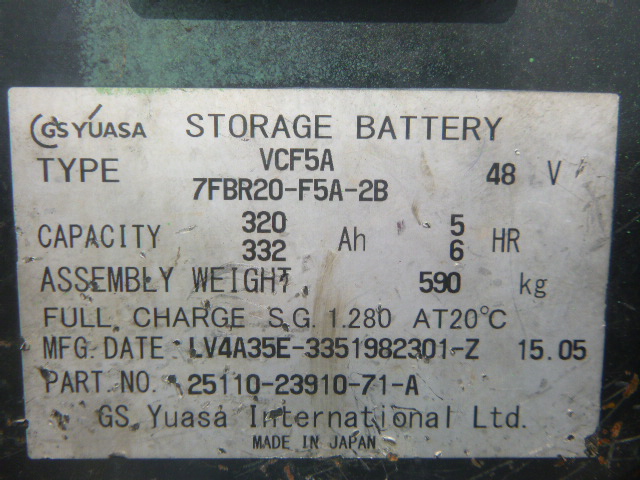 GS YUASA STORAGE BATTERY
TYPE VCF5A 48 V
7FBR20-F5A-2B
CAPACITY 320 Ah 5 HR
332 6
ASSEMBLY WEIGHT 590 kg
FULL CHARGE S.G. 1.280 AT20℃
MFG. DATE LV4A35E-3351982301-Z 15.05
PART.NO. 25110-23910-71-A
GS Yuasa International Ltd.
MADE IN JAPAN